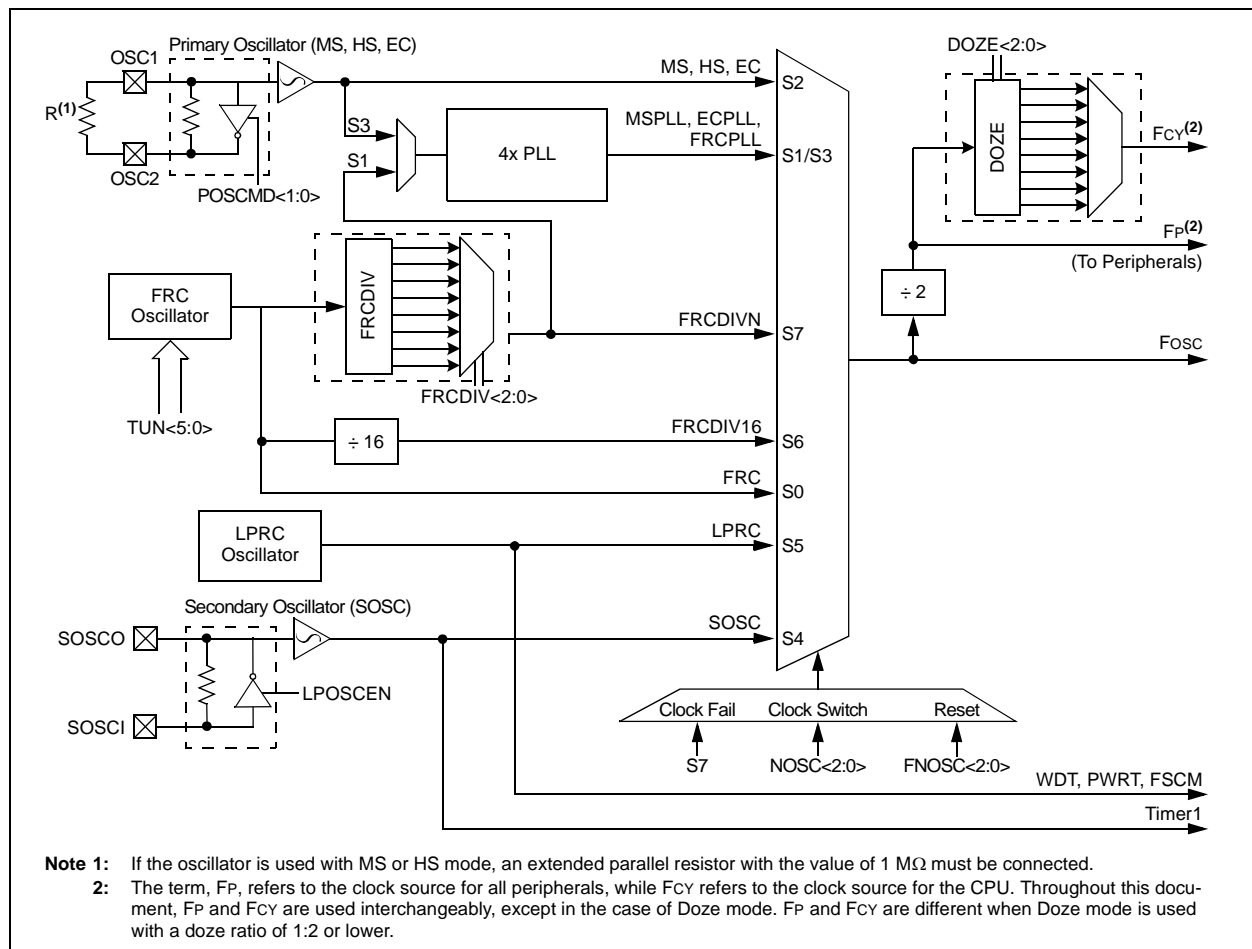 Primary Oscillator (MS, HS, EC)
DOZE<2:0>
OSC1
R(1)
OSC2
POSCMD<1:0>
MS, HS, EC
S2
S3
S1
4x PLL
MSPLL, ECPLL,
FRCPLL
S1/S3
DOZE
FCY(2)
FP(2)
(To Peripherals)
÷ 2
FRC
Oscillator
TUN<5:0>
FRCDIV
FRCDIV<2:0>
FRCDIVN
S7
FOSC
÷ 16
FRCDIV16
S6
FRC
S0
LPRC
Oscillator
LPRC
S5
Secondary Oscillator (SOSC)
SOSCO
SOSCI
LPOSCEN
SOSC
S4
Clock Fail
Clock Switch
Reset
S7
NOSC<2:0>
FNOSC<2:0>
WDT, PWRT, FSCM
Timer1
Note 1: If the oscillator is used with MS or HS mode, an extended parallel resistor with the value of 1 MΩ must be connected.
2: The term, FP, refers to the clock source for all peripherals, while FCY refers to the clock source for the CPU. Throughout this docu-
ment, FP and FCY are used interchangeably, except in the case of Doze mode. FP and FCY are different when Doze mode is used
with a doze ratio of 1:2 or lower.